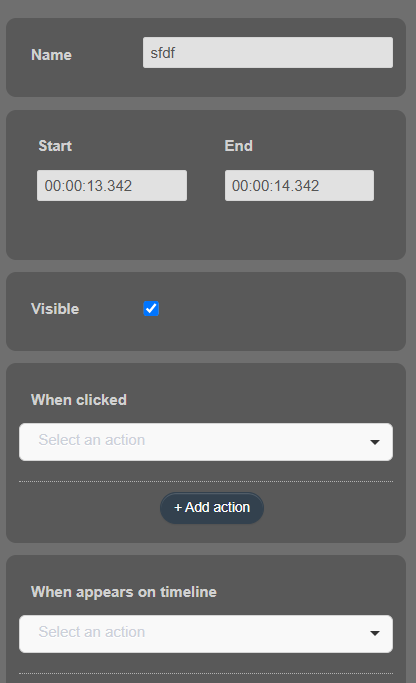 Name
sfdf
Start End
00:00:13.342 00:00:14.342
Visible
When clicked
Select an action
+ Add action
When appears on timeline
Select an action